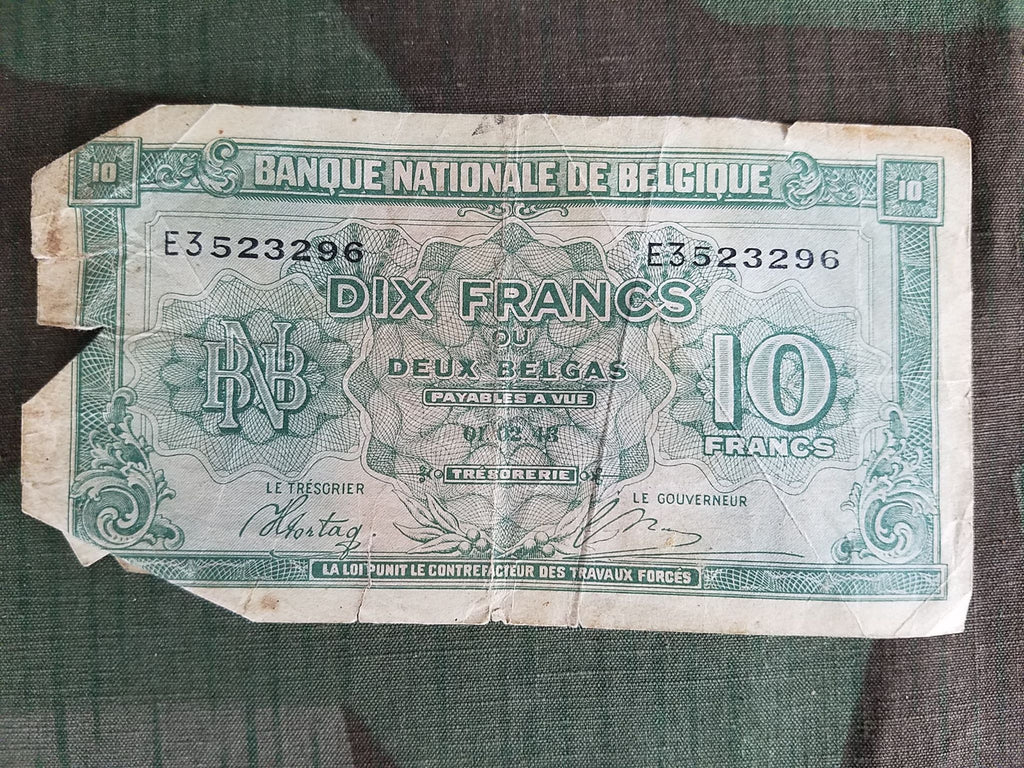 10 BANQUE NATIONALE DE BELGIQUE 10
E3523296 E3523296
DIX FRANCS
OU
DEUX BELGAS
PAYABLES A VUE
01.02.43
BNB
10
FRANCS
TRÉSORERIE
LE TRÉSORIER LE GOUVERNEUR
LA LOI PUNIT LE CONTREFACTEUR DES TRAVAUX FORCÉS